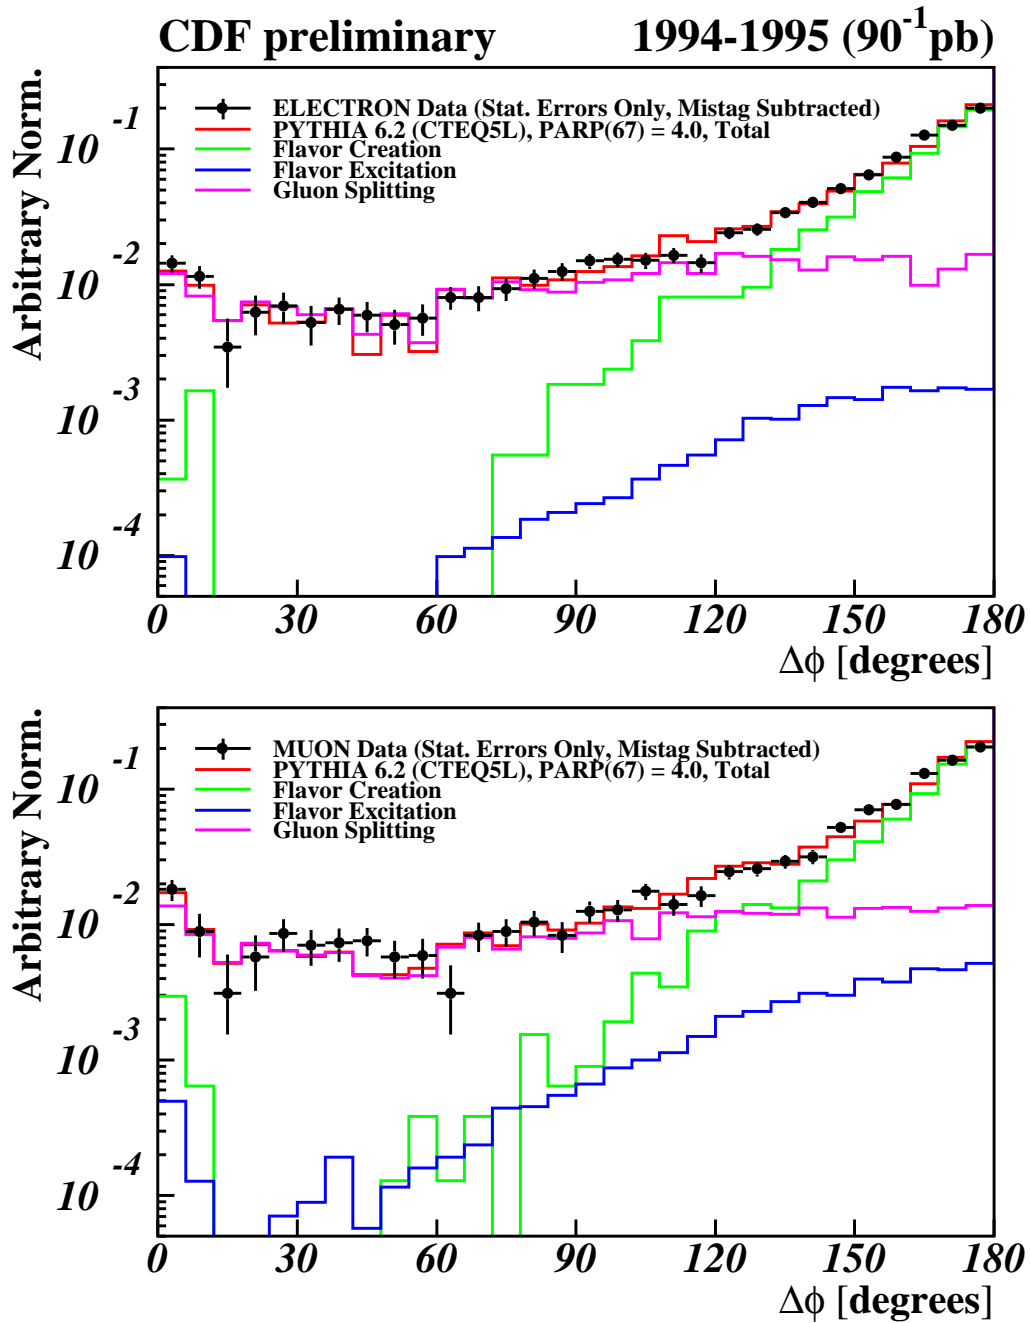 CDF preliminary 1994-1995 (90⁻¹pb)
Arbitrary Norm.
ELECTRON Data (Stat. Errors Only, Mistag Subtracted)
PYTHIA 6.2 (CTEQ5L), PARP(67) = 4.0, Total
Flavor Creation
Flavor Excitation
Gluon Splitting
10⁻¹
10⁻²
10⁻³
10⁻⁴
0 30 60 90 120 150 180
Δϕ [degrees]
Arbitrary Norm.
MUON Data (Stat. Errors Only, Mistag Subtracted)
PYTHIA 6.2 (CTEQ5L), PARP(67) = 4.0, Total
Flavor Creation
Flavor Excitation
Gluon Splitting
10⁻¹
10⁻²
10⁻³
10⁻⁴
0 30 60 90 120 150 180
Δϕ [degrees]